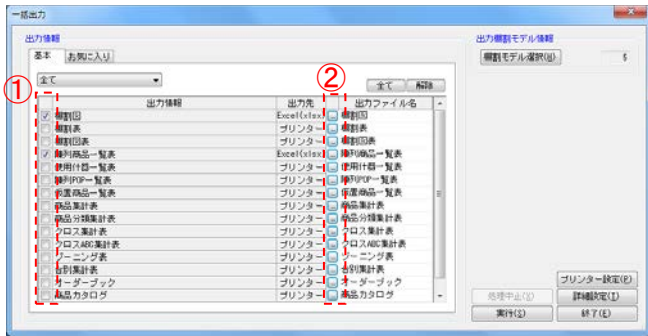 一括出力
出力情報
出力棚割モデル情報
基本 お気に入り
棚割モデル選択(H) 5
全て
① ②
全て 解除
出力情報 出力先 出力ファイル名
棚割図 Excel(xlsx) 棚割図
棚割表 プリンター 棚割表
棚割図表 プリンター 棚割図表
陳列商品一覧表 Excel(xlsx) 陳列商品一覧表
使用什器一覧表 プリンター 使用什器一覧表
陳列POP一覧表 プリンター 陳列POP一覧表
仮置商品一覧表 プリンター 仮置商品一覧表
商品集計表 プリンター 商品集計表
商品分類集計表 プリンター 商品分類集計表
クロス集計表 プリンター クロス集計表
クロスABC集計表 プリンター クロスABC集計表
ゾーニング表 プリンター ゾーニング表
台別集計表 プリンター 台別集計表
オーダーブック プリンター オーダーブック
商品カタログ プリンター 商品カタログ
プリンター設定(P)
処理中止(X) 詳細設定(T)
実行(S) 終了(E)